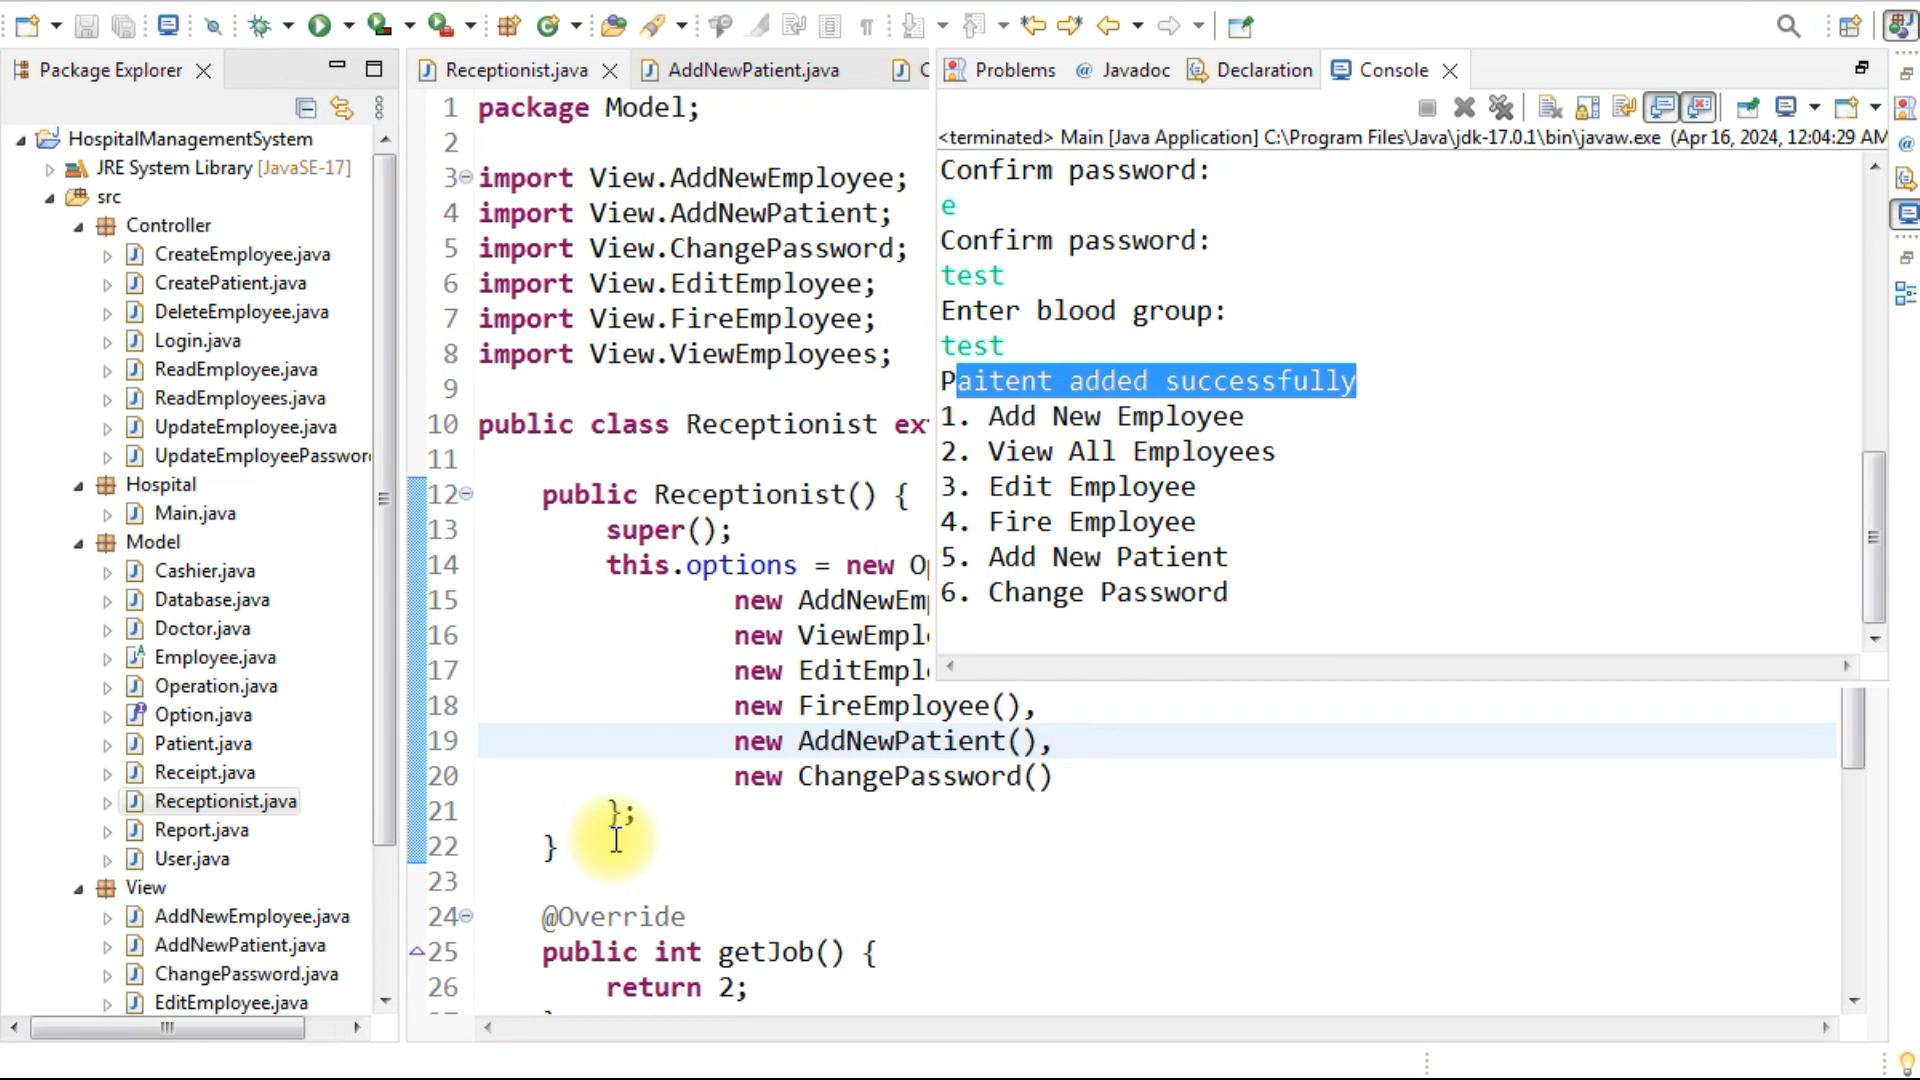 Package Explorer
HospitalManagementSystem
JRE System Library [JavaSE-17]
src
Controller
CreateEmployee.java
CreatePatient.java
DeleteEmployee.java
Login.java
ReadEmployee.java
ReadEmployees.java
UpdateEmployee.java
UpdateEmployeePasswor
Hospital
Main.java
Model
Cashier.java
Database.java
Doctor.java
Employee.java
Operation.java
Option.java
Patient.java
Receipt.java
Receptionist.java
Report.java
User.java
View
AddNewEmployee.java
AddNewPatient.java
ChangePassword.java
EditEmployee.java
Receptionist.java
AddNewPatient.java
1 package Model;
2
3 import View.AddNewEmployee;
4 import View.AddNewPatient;
5 import View.ChangePassword;
6 import View.EditEmployee;
7 import View.FireEmployee;
8 import View.ViewEmployees;
9
10 public class Receptionist ex
11
12 public Receptionist() {
13 super();
14 this.options = new Op
15 new AddNewEmp
16 new ViewEmpl
17 new EditEmpl
18 new FireEmployee(),
19 new AddNewPatient(),
20 new ChangePassword()
21 };
22 }
23
24 @Override
25 public int getJob() {
26 return 2;
Problems
@ Javadoc
Declaration
Console
<terminated> Main [Java Application] C:\Program Files\Java\jdk-17.0.1\bin\javaw.exe (Apr 16, 2024, 12:04:29 AM
Confirm password:
e
Confirm password:
test
Enter blood group:
test
Paitent added successfully
1. Add New Employee
2. View All Employees
3. Edit Employee
4. Fire Employee
5. Add New Patient
6. Change Password